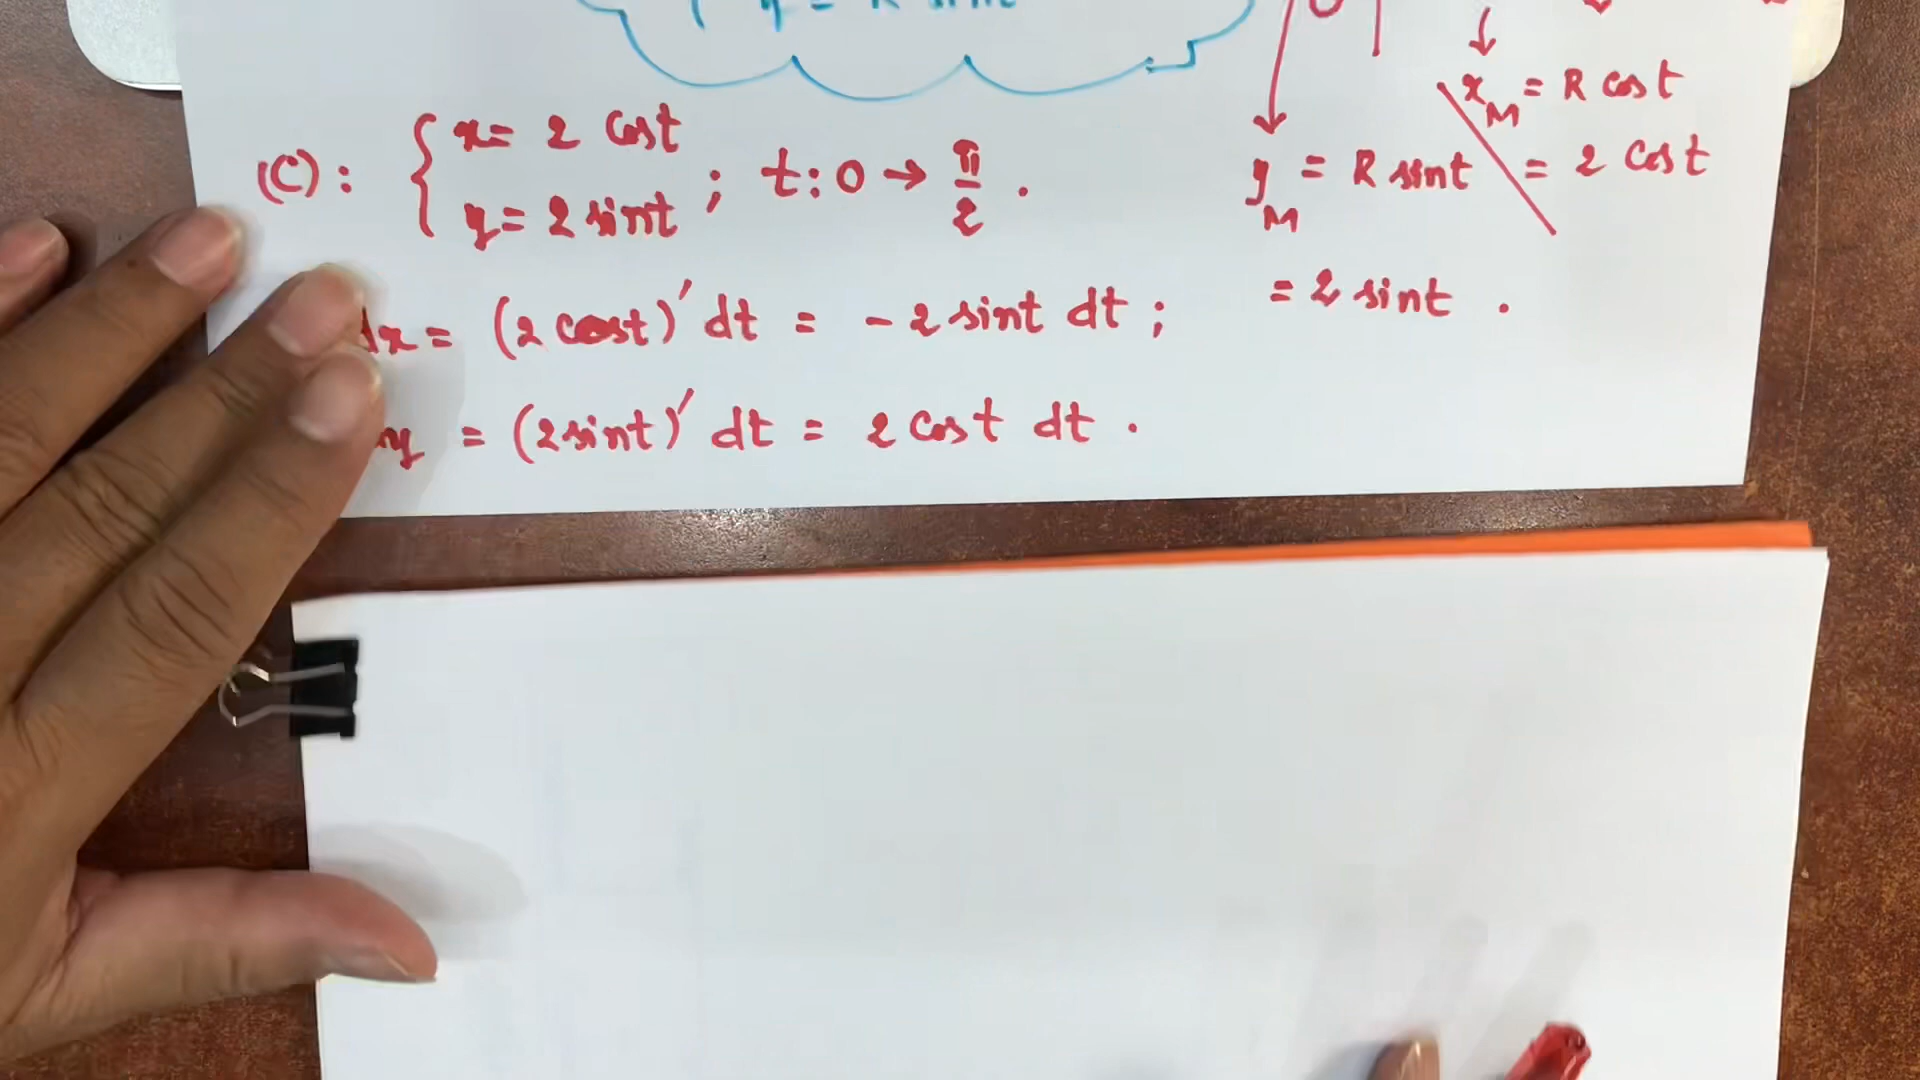 = R sint
x_M = R cost
= 2 cost
(C): { x = 2 cost
y = 2 sint ; t: 0 → π/2 .
y_M = R sint
= 2 sint .
dx = (2 cost)' dt = - 2 sint dt ;
y = (2 sint)' dt = 2 cost dt .